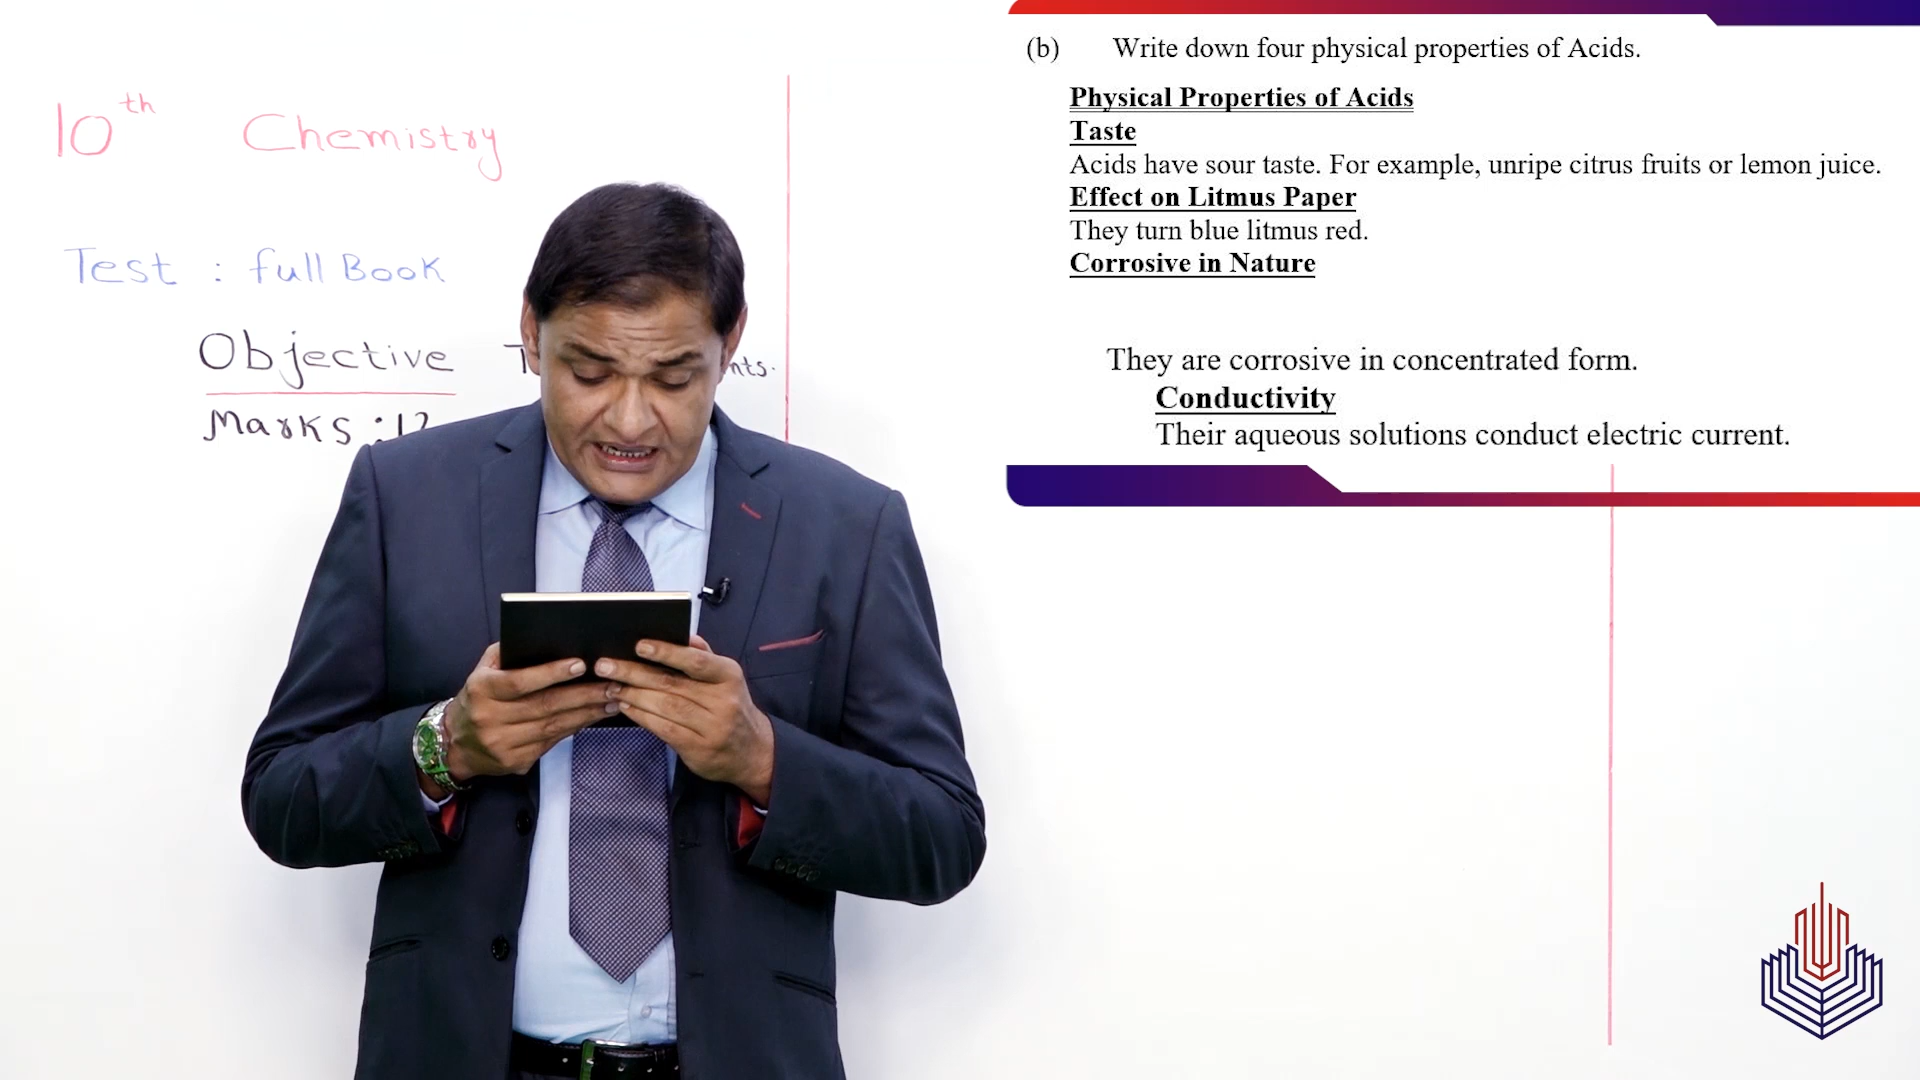 10th Chemistry
Test : full Book
Objective
Marks :
(b) Write down four physical properties of Acids.
Physical Properties of Acids
Taste
Acids have sour taste. For example, unripe citrus fruits or lemon juice.
Effect on Litmus Paper
They turn blue litmus red.
Corrosive in Nature
They are corrosive in concentrated form.
Conductivity
Their aqueous solutions conduct electric current.